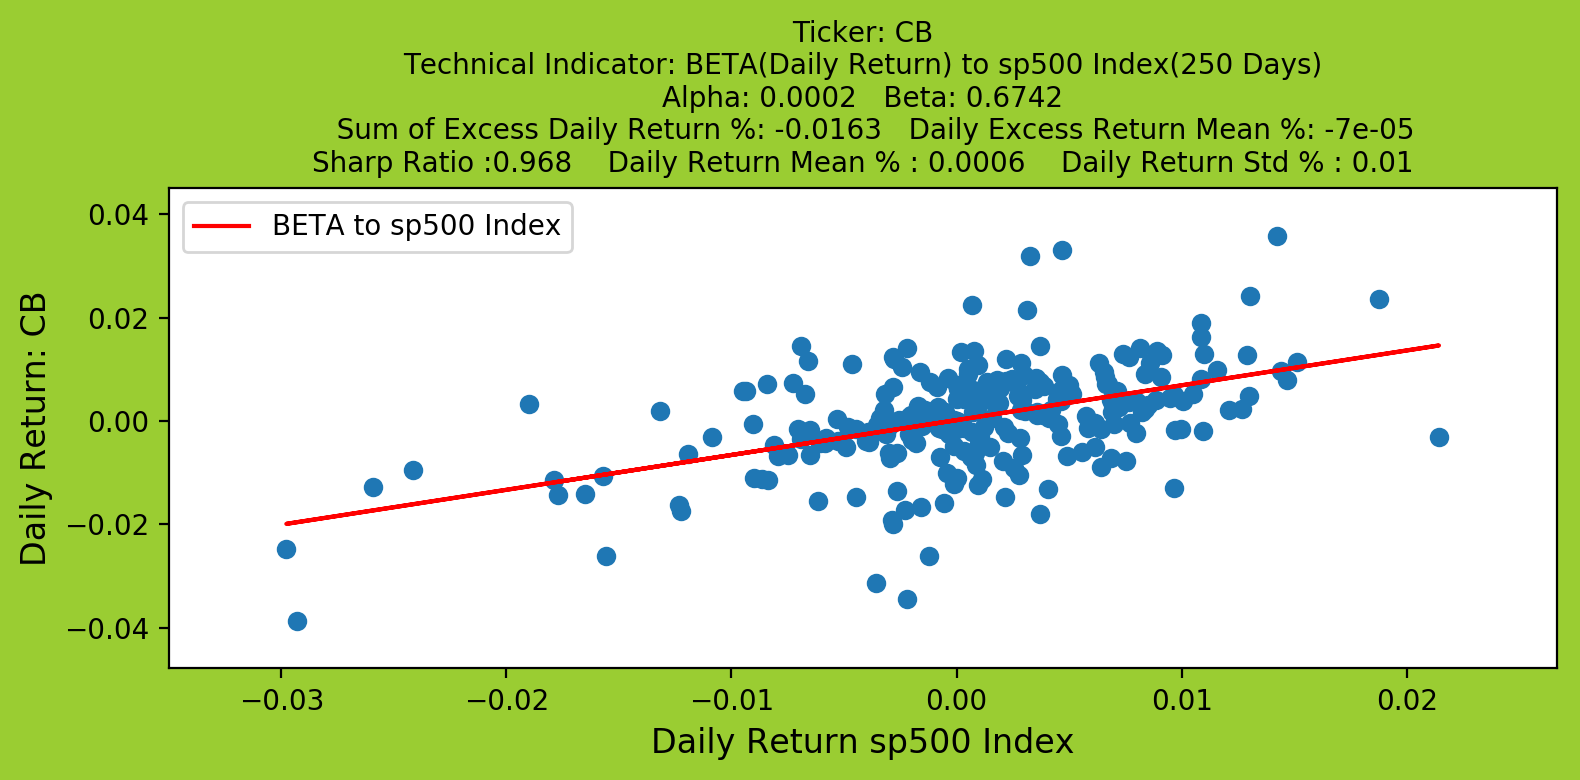 Ticker: CB
Technical Indicator: BETA(Daily Return) to sp500 Index(250 Days)
Alpha: 0.0002 Beta: 0.6742
Sum of Excess Daily Return %: -0.0163 Daily Excess Return Mean %: -7e-05
Sharp Ratio :0.968 Daily Return Mean % : 0.0006 Daily Return Std % : 0.01
BETA to sp500 Index
Daily Return: CB
0.04
0.02
0.00
−0.02
−0.04
−0.03 −0.02 −0.01 0.00 0.01 0.02
Daily Return sp500 Index